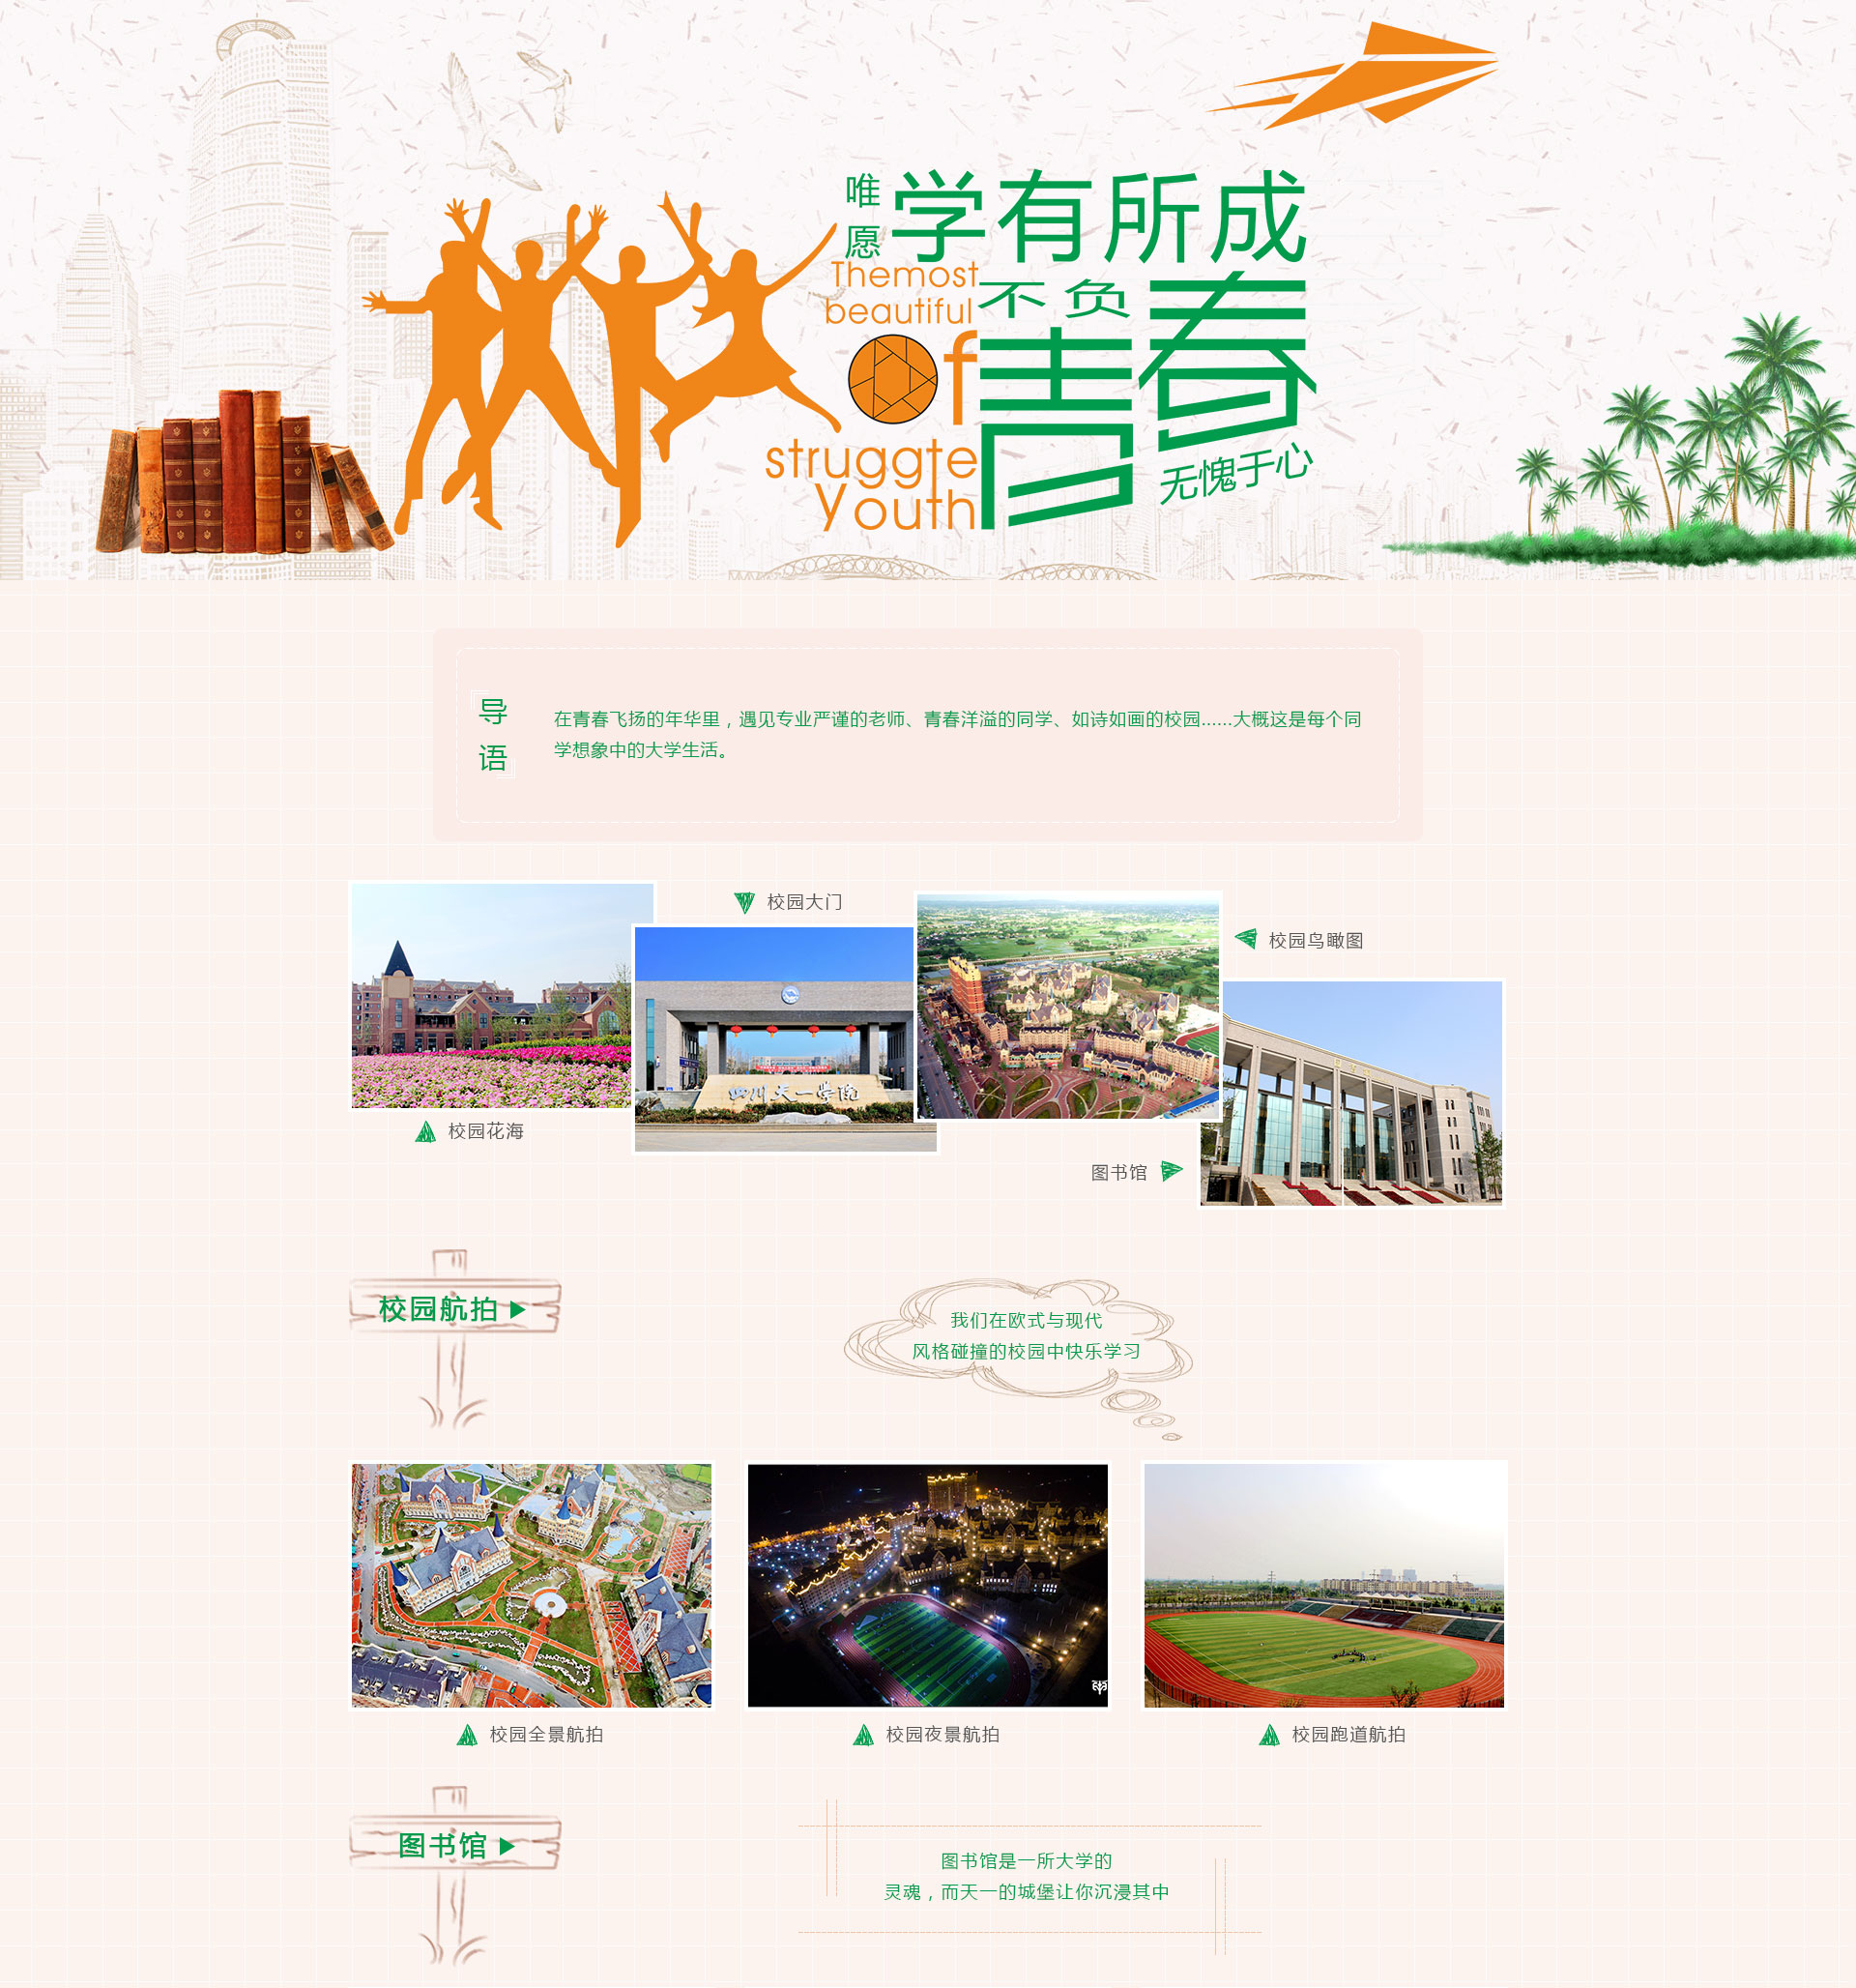 唯愿
学有所成
Themost
beautiful
不负
of
青春
struggte
Youth
无愧于心
导语
在青春飞扬的年华里，遇见专业严谨的老师、青春洋溢的同学、如诗如画的校园......大概这是每个同
学想象中的大学生活。
校园大门
校园鸟瞰图
四川天一学院
校园花海
图书馆
校园航拍
我们在欧式与现代
风格碰撞的校园中快乐学习
校园全景航拍
校园夜景航拍
校园跑道航拍
图书馆
图书馆是一所大学的
灵魂，而天一的城堡让你沉浸其中